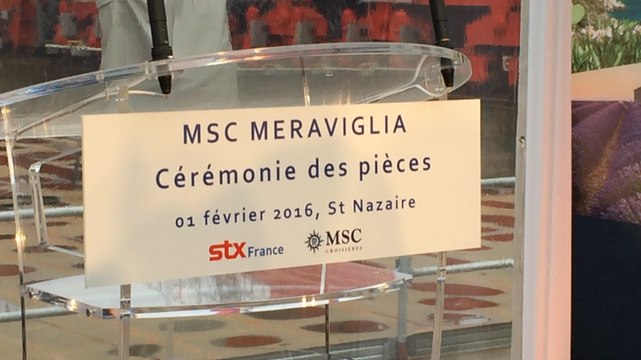 MSC MERAVIGLIA
Cérémonie des pièces
01 février 2016, St Nazaire
stx France MSC
CROISIÈRES